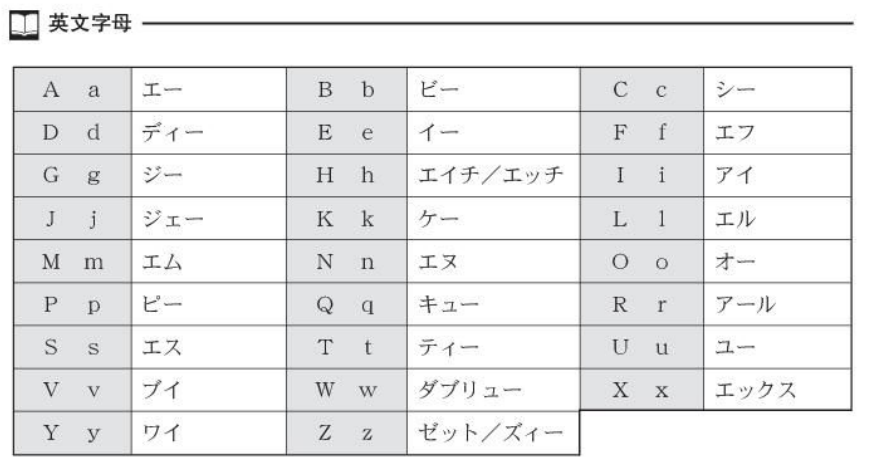 英文字母
A a エー B b ビー C c シー
D d ディー E e イー F f エフ
G g ジー H h エイチ／エッチ I i アイ
J j ジェー K k ケー L l エル
M m エム N n エヌ O o オー
P p ピー Q q キュー R r アール
S s エス T t ティー U u ユー
V v ブイ W w ダブリュー X x エックス
Y y ワイ Z z ゼット／ズィー